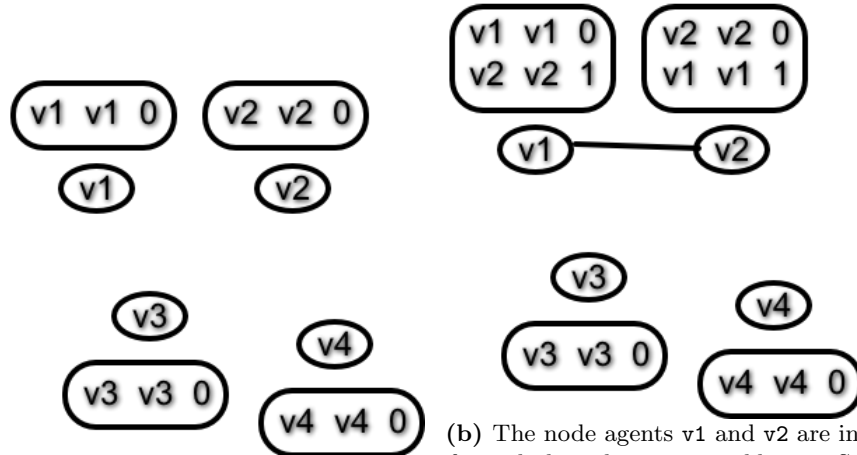 v1 v1 0
v2 v2 0
v1
v2
v3
v3 v3 0
v4
v4 v4 0
v1 v1 0
v2 v2 1
v2 v2 0
v1 v1 1
v1
v2
v3
v3 v3 0
v4
v4 v4 0
(b) The node agents v1 and v2 are in